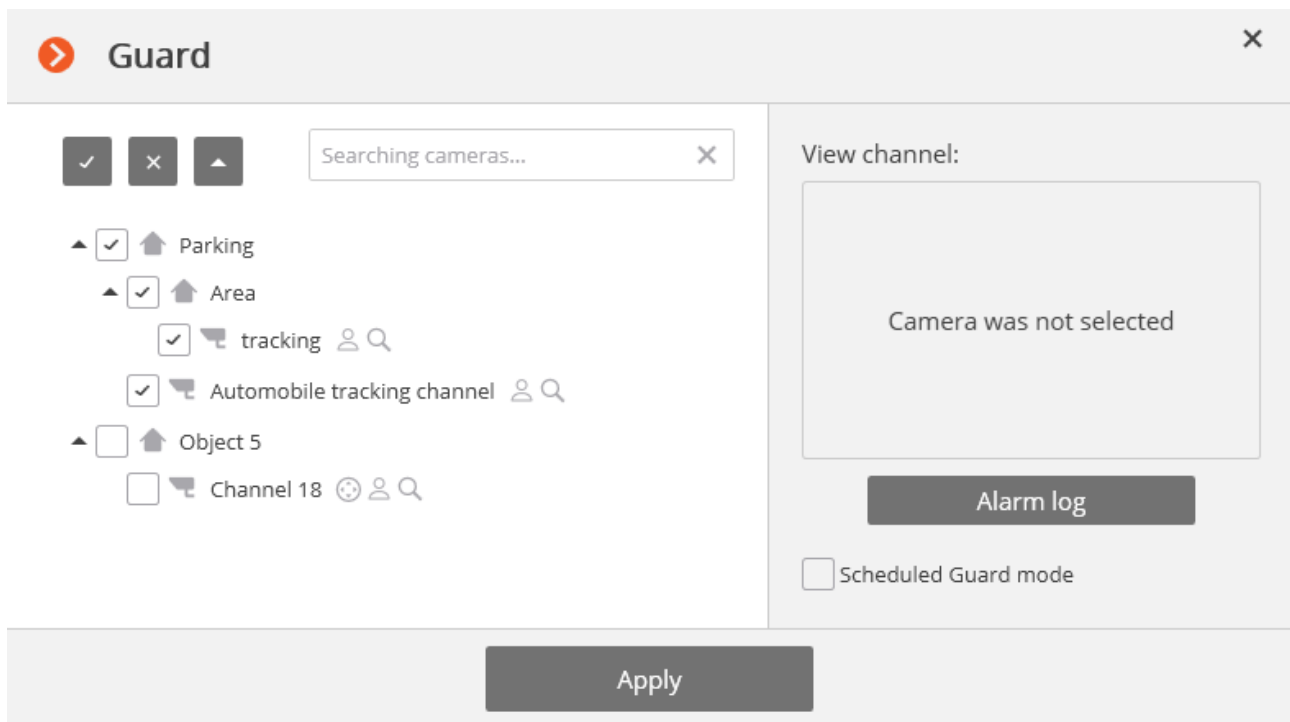 Guard
Searching cameras...
View channel:
Parking
Area
tracking
Automobile tracking channel
Object 5
Channel 18
Camera was not selected
Alarm log
Scheduled Guard mode
Apply